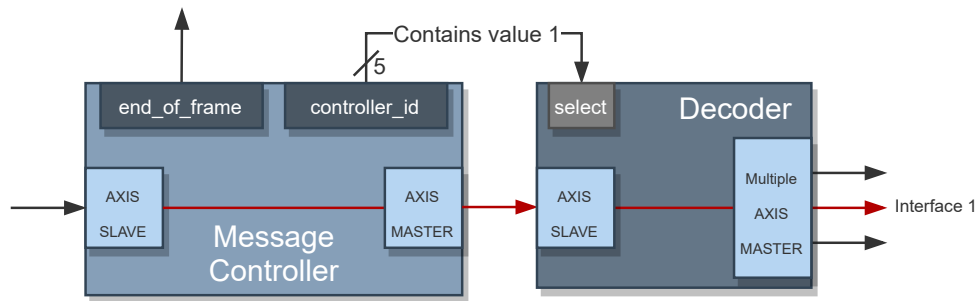 Contains value 1
5
end_of_frame
controller_id
select
Decoder
AXIS
SLAVE
AXIS
MASTER
Message
Controller
AXIS
SLAVE
Multiple
AXIS
MASTER
Interface 1